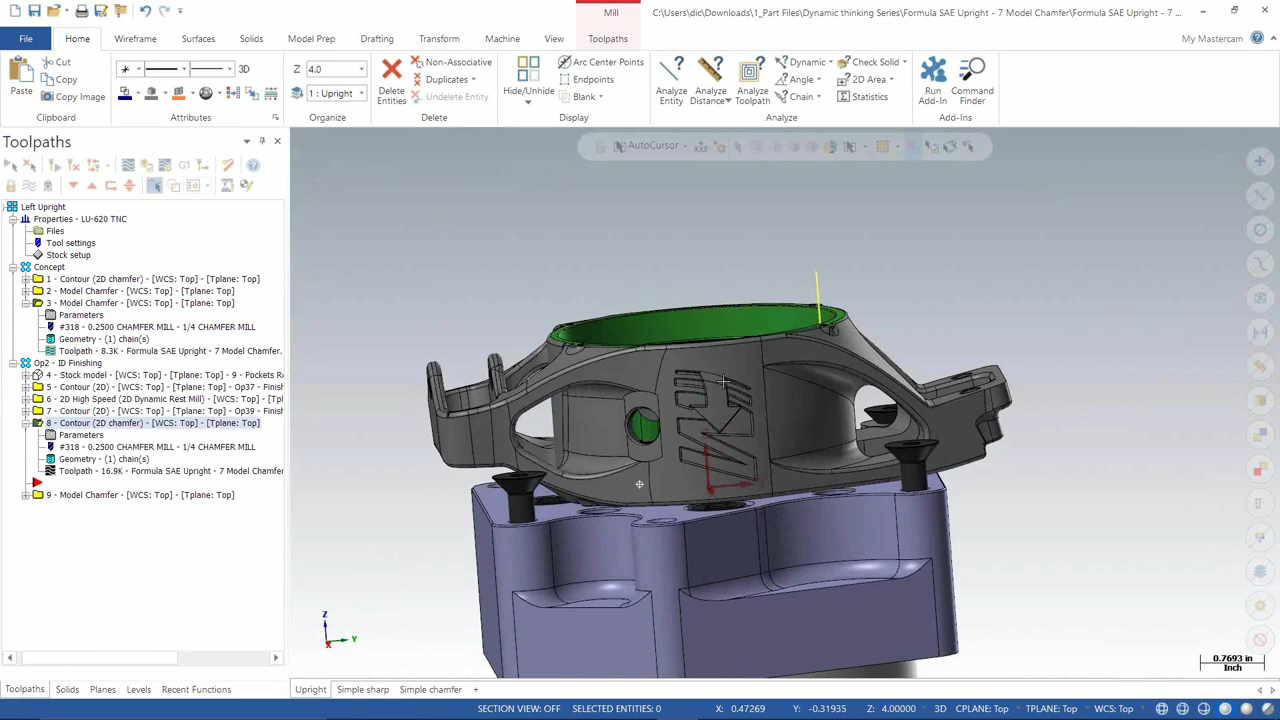 Mill
C:\Users\dic\Downloads\1_Part Files\Dynamic thinking Series\Formula SAE Upright - 7 Model Chamfer\Formula SAE Upright - 7 ...
File
Home
Wireframe
Surfaces
Solids
Model Prep
Drafting
Transform
Machine
View
Toolpaths
My Mastercam
Paste
Cut
Copy
Copy Image
Clipboard
3D
Attributes
Z 4.0
1 : Upright
Organize
Delete Entities
Non-Associative
Duplicates
Undelete Entity
Delete
Hide/Unhide
Arc Center Points
Endpoints
Blank
Display
Analyze Entity
Analyze Distance
Analyze Toolpath
Dynamic
Angle
Chain
Check Solid
2D Area
Statistics
Analyze
Run Add-In
Command Finder
Add-Ins
Toolpaths
AutoCursor
G1
Left Upright
Properties - LU-620 TNC
Files
Tool settings
Stock setup
Concept
1 - Contour (2D chamfer) - [WCS: Top] - [Tplane: Top]
2 - Model Chamfer - [WCS: Top] - [Tplane: Top]
3 - Model Chamfer - [WCS: Top] - [Tplane: Top]
Parameters
#318 - 0.2500 CHAMFER MILL - 1/4 CHAMFER MILL
Geometry - (1) chain(s)
Toolpath - 8.3K - Formula SAE Upright - 7 Model Chamfer.
Op2 - ID Finishing
4 - Stock model - [WCS: Top] - [Tplane: Top] - 9 - Pockets R
5 - Contour (2D) - [WCS: Top] - [Tplane: Top] - Op37 - Finish
6 - 2D High Speed (2D Dynamic Rest Mill) - [WCS: Top] - [Tpl
7 - Contour (2D) - [WCS: Top] - [Tplane: Top] - Op39 - Finish
8 - Contour (2D chamfer) - [WCS: Top] - [Tplane: Top]
Parameters
#318 - 0.2500 CHAMFER MILL - 1/4 CHAMFER MILL
Geometry - (1) chain(s)
Toolpath - 16.9K - Formula SAE Upright - 7 Model Chamfe
9 - Model Chamfer - [WCS: Top] - [Tplane: Top]
Z
Y
X
0.7693 in
Inch
Toolpaths
Solids
Planes
Levels
Recent Functions
Upright
Simple sharp
Simple chamfer
+
SECTION VIEW: OFF
SELECTED ENTITIES: 0
X: 0.47269
Y: -0.31935
Z: 4.00000
3D
CPLANE: Top
TPLANE: Top
WCS: Top